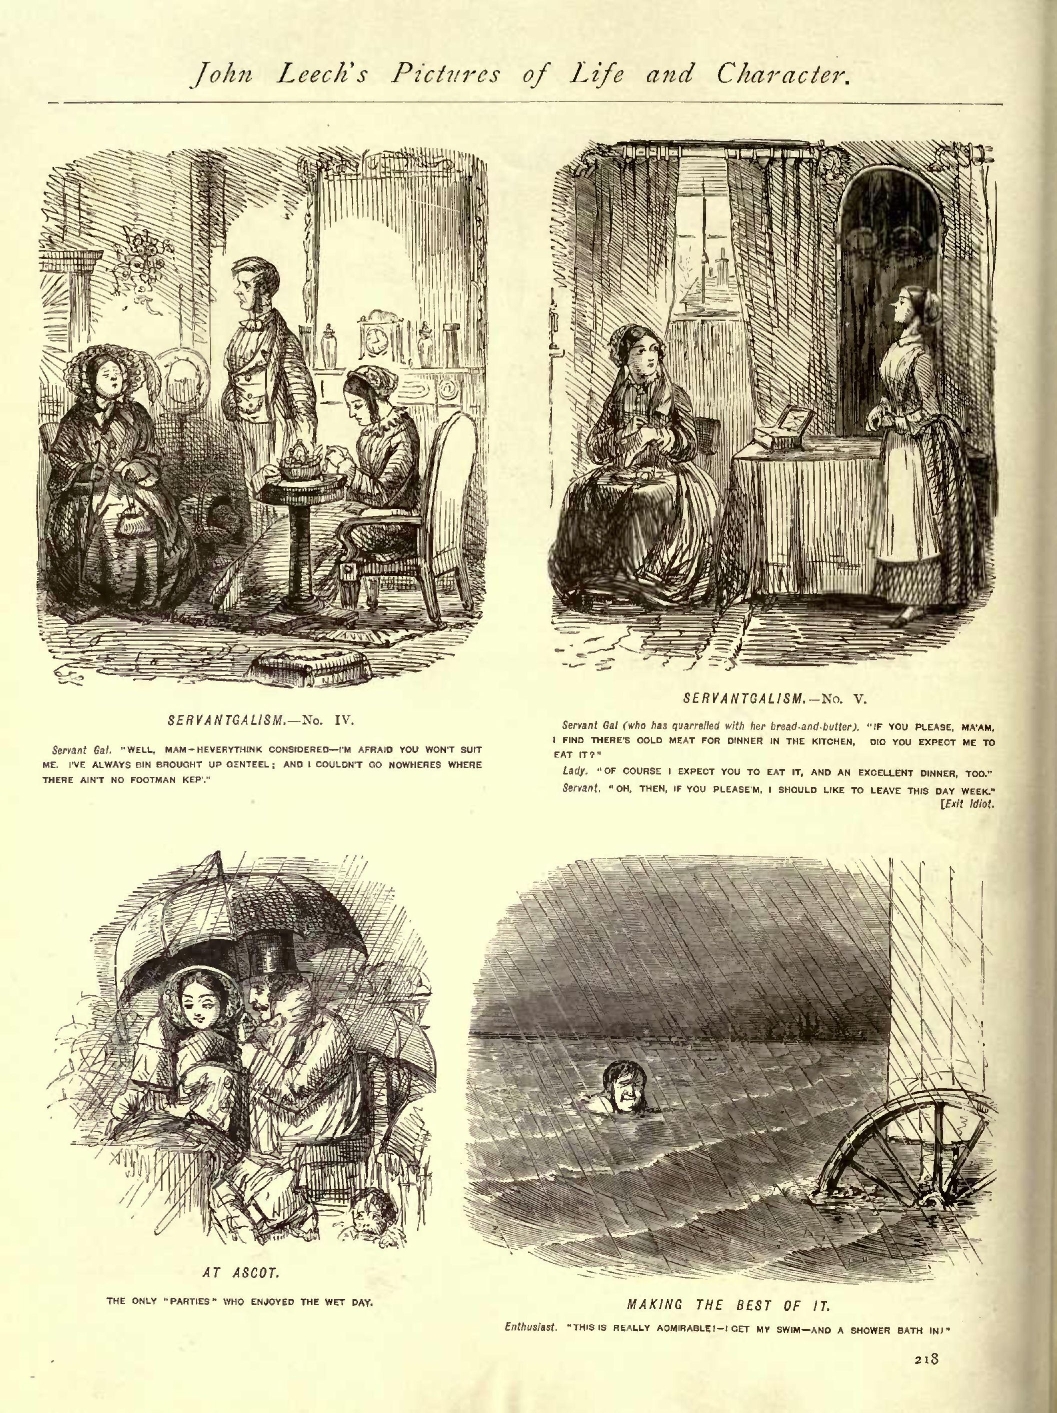 John Leech's Pictures of Life and Character.
SERVANTGALISM.—No. IV.
Servant Gal. "WELL, MAM—HEVERYTHINK CONSIDERED—I'M AFRAID YOU WON'T SUIT
ME. I'VE ALWAYS BIN BROUGHT UP GENTEEL; AND I COULDN'T GO NOWHERES WHERE
THERE AIN'T NO FOOTMAN KEP'."
SERVANTGALISM.—No. V.
Servant Gal (who has quarrelled with her bread-and-butter). "IF YOU PLEASE, MA'AM,
I FIND THERE'S COLD MEAT FOR DINNER IN THE KITCHEN, DID YOU EXPECT ME TO
EAT IT?"
Lady. "OF COURSE I EXPECT YOU TO EAT IT, AND AN EXCELLENT DINNER, TOO."
Servant. "OH, THEN, IF YOU PLEASE'M, I SHOULD LIKE TO LEAVE THIS DAY WEEK."
[Exit Idiot.
AT ASCOT.
THE ONLY "PARTIES" WHO ENJOYED THE WET DAY.
MAKING THE BEST OF IT.
Enthusiast. "THIS IS REALLY ADMIRABLE!—I GET MY SWIM—AND A SHOWER BATH IN!"
218